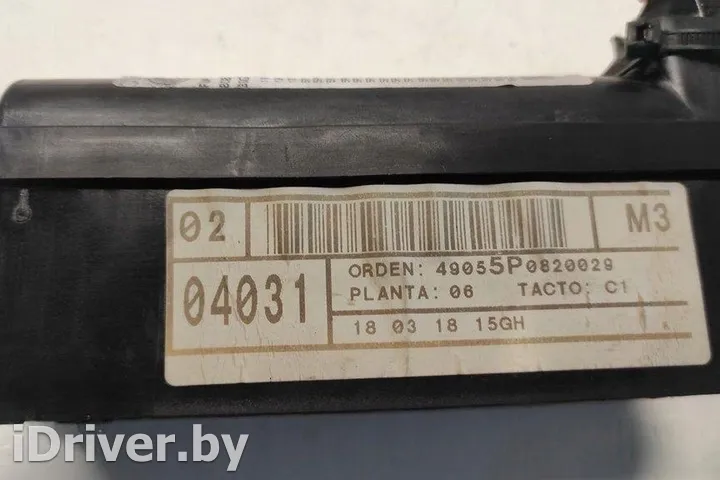 02
M3
04031
ORDEN: 49055P0820029
PLANTA: 06 TACTO: C1
18 03 18 15GH
iDriver.by